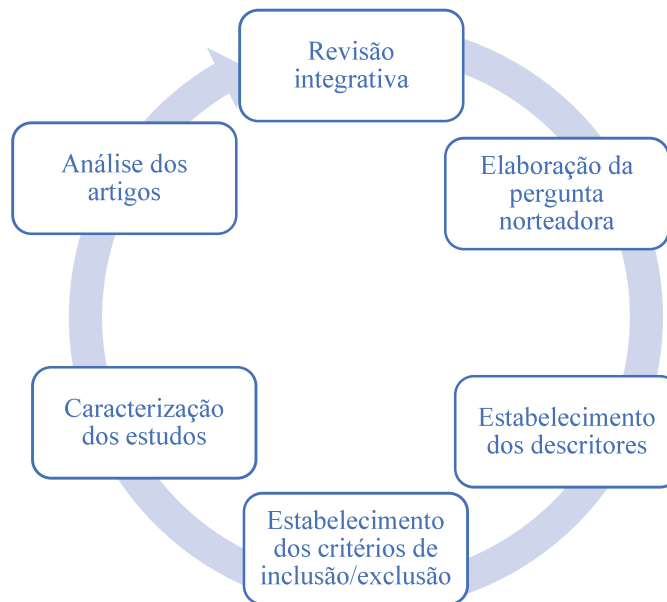 Revisão
integrativa
Elaboração da
pergunta
norteadora
Estabelecimento
dos descritores
Estabelecimento
dos critérios de
inclusão/exclusão
Caracterização
dos estudos
Análise dos
artigos